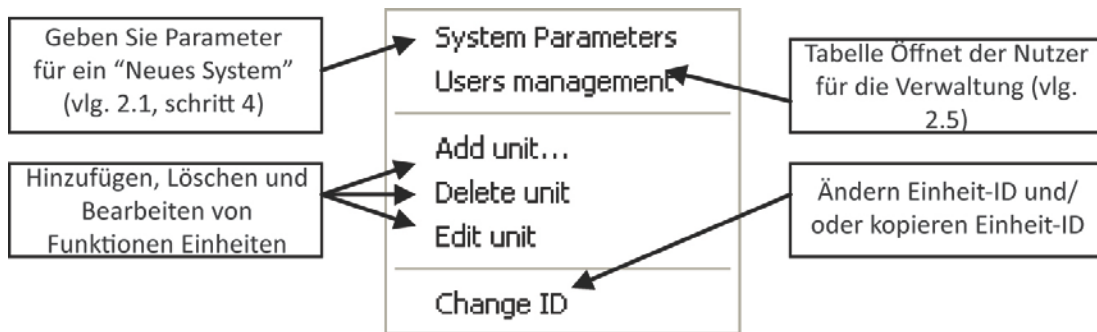 Geben Sie Parameter
für ein “Neues System”
(vlg. 2.1, schritt 4)
Hinzufügen, Löschen und
Bearbeiten von
Funktionen Einheiten
System Parameters
Users management
Add unit...
Delete unit
Edit unit
Change ID
Tabelle Öffnet der Nutzer
für die Verwaltung (vlg.
2.5)
Ändern Einheit-ID und/
oder kopieren Einheit-ID